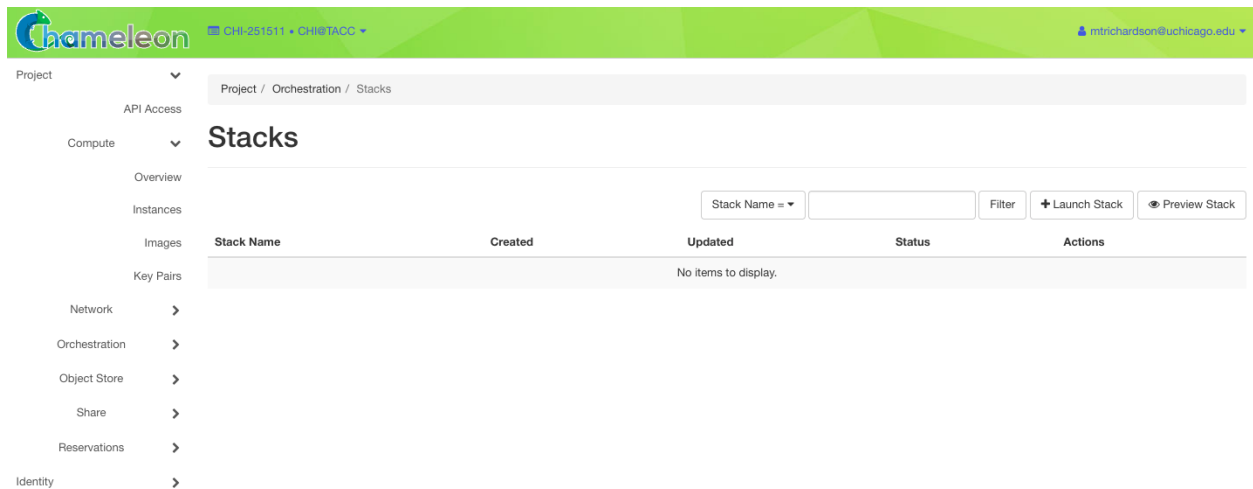 Chameleon
CHI-251511 • CHI@TACC
mtrichardson@uchicago.edu
Project
API Access
Compute
Overview
Instances
Images
Key Pairs
Network
Orchestration
Object Store
Share
Reservations
Identity
Project / Orchestration / Stacks
Stacks
Stack Name = Filter + Launch Stack Preview Stack
Stack Name Created Updated Status Actions
No items to display.